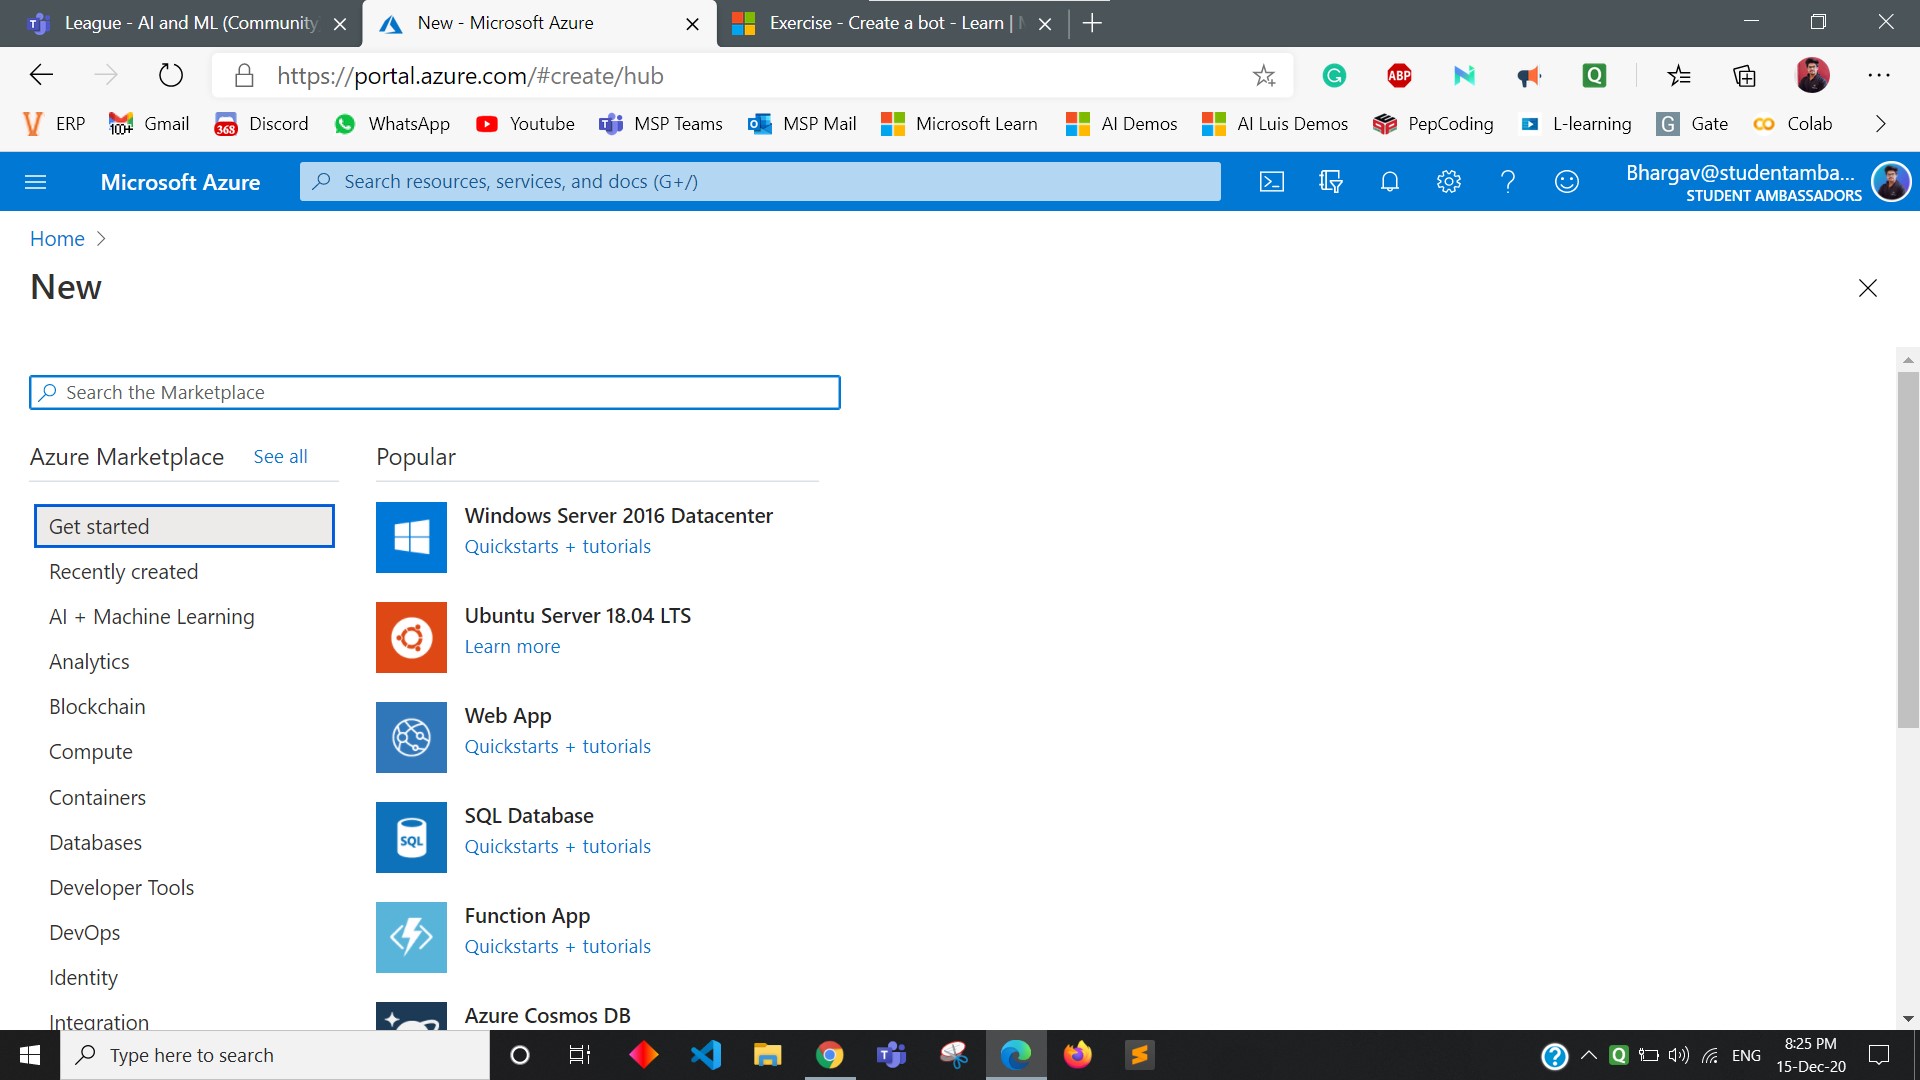 League - AI and ML (Community
New - Microsoft Azure
Exercise - Create a bot - Learn |
https://portal.azure.com/#create/hub
ABP
ERP
100+
Gmail
368
Discord
WhatsApp
Youtube
MSP Teams
MSP Mail
Microsoft Learn
AI Demos
AI Luis Demos
PepCoding
L-learning
G Gate
Colab
Microsoft Azure
Search resources, services, and docs (G+/)
Bhargav@studentamba...
STUDENT AMBASSADORS
Home >
New
Search the Marketplace
Azure Marketplace See all
Popular
Get started
Recently created
AI + Machine Learning
Analytics
Blockchain
Compute
Containers
Databases
Developer Tools
DevOps
Identity
Integration
Windows Server 2016 Datacenter
Quickstarts + tutorials
Ubuntu Server 18.04 LTS
Learn more
Web App
Quickstarts + tutorials
SQL
SQL Database
Quickstarts + tutorials
Function App
Quickstarts + tutorials
Azure Cosmos DB
Type here to search
ENG
8:25 PM
15-Dec-20